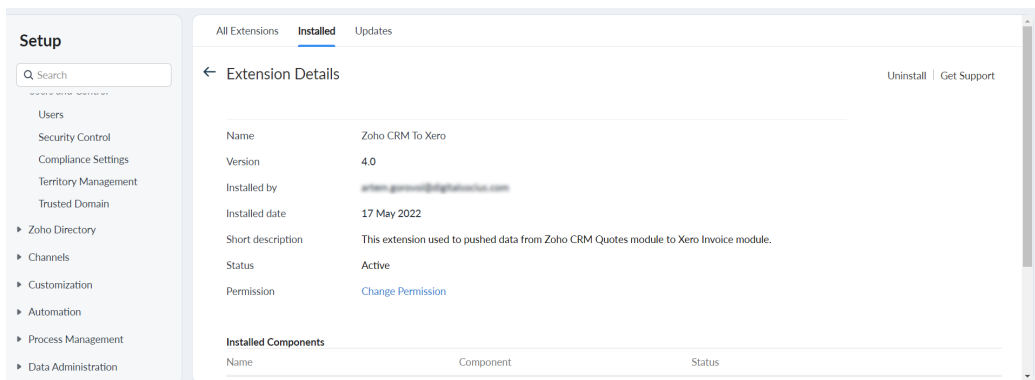 All Extensions Installed Updates
Setup
Search
← Extension Details
Uninstall | Get Support
Users and Control
Users
Security Control
Compliance Settings
Territory Management
Trusted Domain
Zoho Directory
Channels
Customization
Automation
Process Management
Data Administration
Name Zoho CRM To Xero
Version 4.0
Installed by
Installed date 17 May 2022
Short description This extension used to pushed data from Zoho CRM Quotes module to Xero Invoice module.
Status Active
Permission Change Permission
Installed Components
Name Component Status